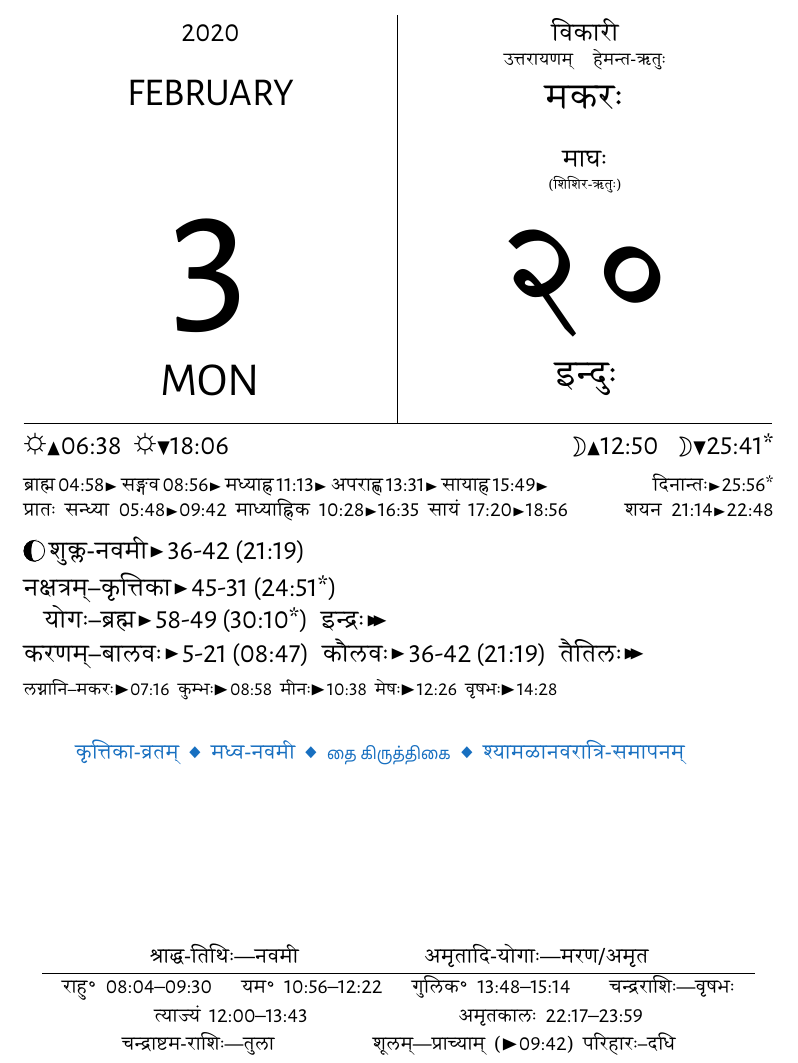 2020
FEBRUARY
3
MON
विकारी
उत्तरायणम् हेमन्त-ऋतुः
मकरः
माघः
(शिशिर-ऋतुः)
२०
इन्दुः
☼▲06:38 ☼▼18:06 ☽▲12:50 ☽▼25:41*
ब्राह्म 04:58► सङ्गव 08:56► मध्याह्न 11:13► अपराह्ण 13:31► सायाह्न 15:49► दिनान्तः►25:56*
प्रातः सन्ध्या 05:48►09:42 माध्याह्निक 10:28►16:35 सायं 17:20►18:56 शयन 21:14►22:48
शुक्ल-नवमी►36-42 (21:19)
नक्षत्रम्–कृत्तिका►45-31 (24:51*)
योगः–ब्रह्म►58-49 (30:10*) इन्द्रः►►
करणम्–बालवः►5-21 (08:47) कौलवः►36-42 (21:19) तैतिलः►►
लग्नानि–मकरः►07:16 कुम्भः►08:58 मीनः►10:38 मेषः►12:26 वृषभः►14:28
कृत्तिका-व्रतम् ◆ मध्व-नवमी ◆ தை கிருத்திகை ◆ श्यामळानवरात्रि-समापनम्
श्राद्ध-तिथिः—नवमी अमृतादि-योगाः—मरण/अमृत
राहु° 08:04–09:30 यम° 10:56–12:22 गुलिक° 13:48–15:14 चन्द्रराशिः—वृषभः
त्याज्यं 12:00–13:43 अमृतकालः 22:17–23:59
चन्द्राष्टम-राशिः—तुला शूलम्—प्राच्याम् (►09:42) परिहारः–दधि